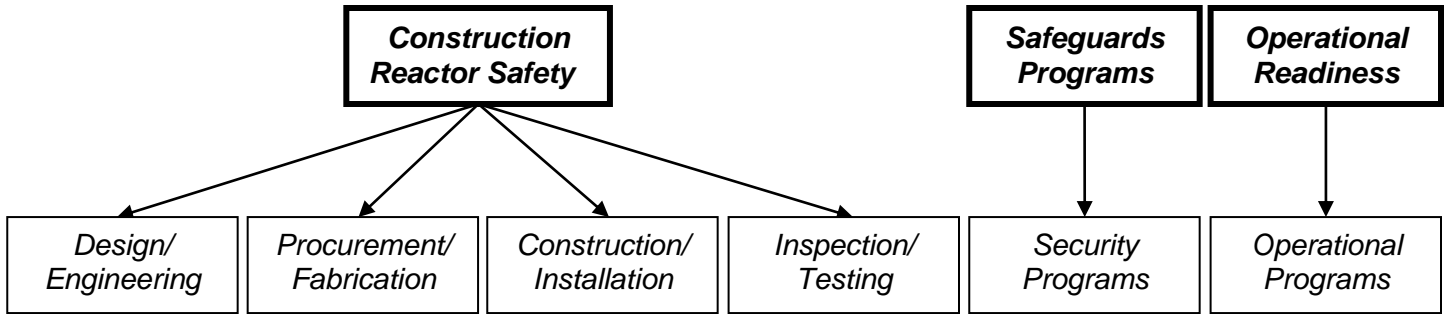 Construction
Reactor Safety
Safeguards
Programs
Operational
Readiness
Design/
Engineering
Procurement/
Fabrication
Construction/
Installation
Inspection/
Testing
Security
Programs
Operational
Programs